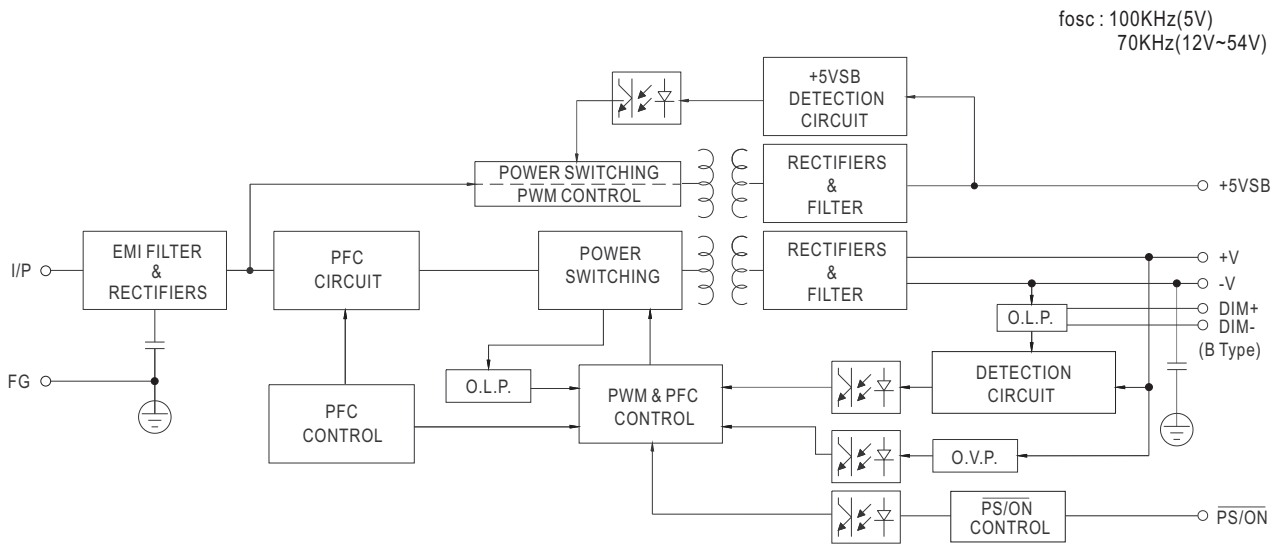 fosc : 100KHz(5V)
70KHz(12V~54V)
+5VSB
DETECTION
CIRCUIT
POWER SWITCHING
PWM CONTROL
RECTIFIERS
&
FILTER
+5VSB
I/P
EMI FILTER
&
RECTIFIERS
PFC
CIRCUIT
POWER
SWITCHING
RECTIFIERS
&
FILTER
+V
-V
DIM+
DIM-
(B Type)
O.L.P.
FG
O.L.P.
PFC
CONTROL
PWM & PFC
CONTROL
DETECTION
CIRCUIT
O.V.P.
PS/ON
CONTROL
PS/ON